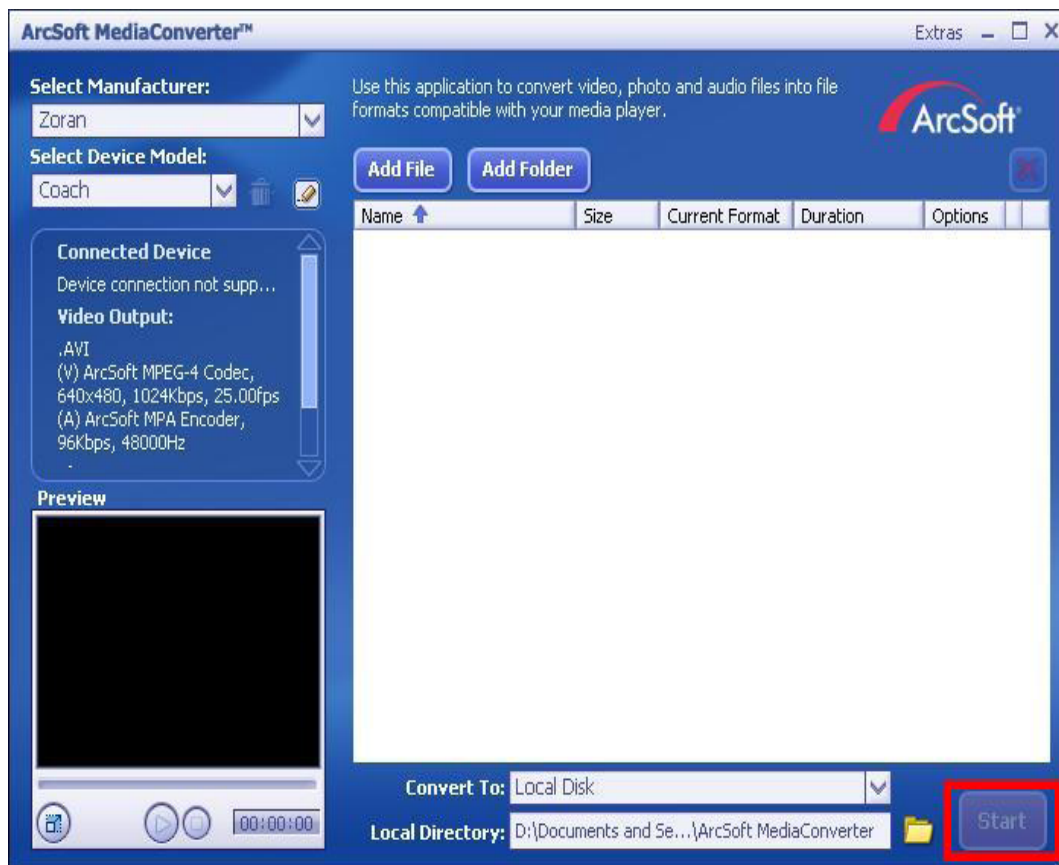 ArcSoft MediaConverter™
Extras
Select Manufacturer:
Zoran
Select Device Model:
Coach
Connected Device
Device connection not supp...
Video Output:
.AVI
(V) ArcSoft MPEG-4 Codec,
640x480, 1024Kbps, 25.00fps
(A) ArcSoft MPA Encoder,
96Kbps, 48000Hz
Preview
00:00:00
Use this application to convert video, photo and audio files into file
formats compatible with your media player.
ArcSoft®
Add File Add Folder
Name Size Current Format Duration Options
Convert To: Local Disk
Local Directory: D:\Documents and Se...\ArcSoft MediaConverter
Start